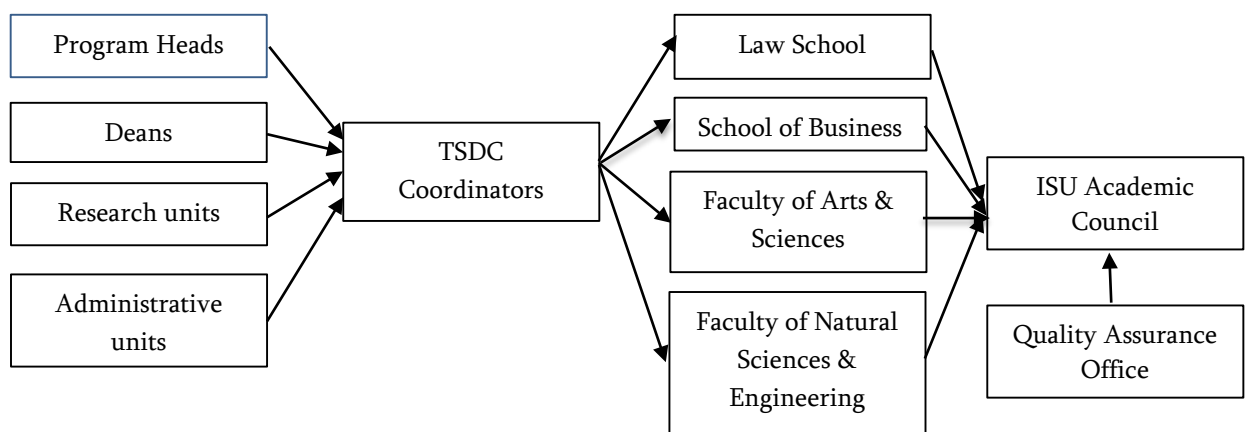 Program Heads
Deans
Research units
Administrative
units
TSDC
Coordinators
Law School
School of Business
Faculty of Arts &
Sciences
Faculty of Natural
Sciences &
Engineering
ISU Academic
Council
Quality Assurance
Office